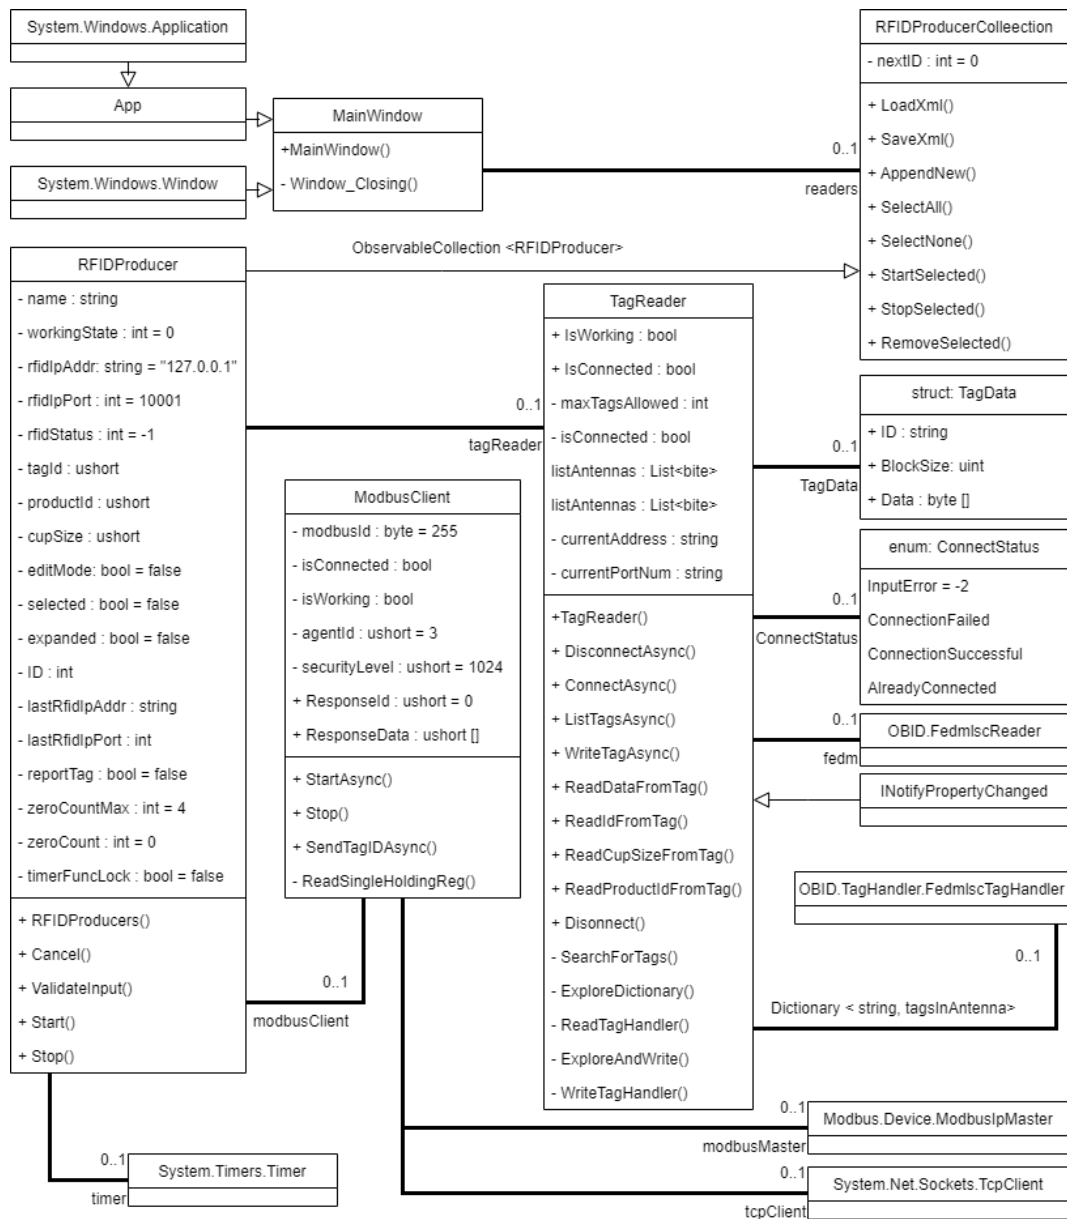 System.Windows.Application
App
System.Windows.Window
MainWindow
+MainWindow()
- Window_Closing()
0..1
readers
RFIDProducerColleection
- nextID : int = 0
+ LoadXml()
+ SaveXml()
+ AppendNew()
+ SelectAll()
+ SelectNone()
+ StartSelected()
+ StopSelected()
+ RemoveSelected()
ObservableCollection <RFIDProducer>
RFIDProducer
- name : string
- workingState : int = 0
- rfidIpAddr: string = "127.0.0.1"
- rfidIpPort : int = 10001
- rfidStatus : int = -1
- tagId : ushort
- productId : ushort
- cupSize : ushort
- editMode: bool = false
- selected : bool = false
- expanded : bool = false
- ID : int
- lastRfidIpAddr : string
- lastRfidIpPort : int
- reportTag : bool = false
- zeroCountMax : int = 4
- zeroCount : int = 0
- timerFuncLock : bool = false
+ RFIDProducers()
+ Cancel()
+ ValidateInput()
+ Start()
+ Stop()
0..1
tagReader
ModbusClient
- modbusId : byte = 255
- isConnected : bool
- isWorking : bool
- agentId : ushort = 3
- securityLevel : ushort = 1024
+ ResponseId : ushort = 0
+ ResponseData : ushort []
+ StartAsync()
+ Stop()
+ SendTagIDAsync()
- ReadSingleHoldingReg()
0..1
modbusClient
TagReader
+ IsWorking : bool
+ IsConnected : bool
- maxTagsAllowed : int
- isConnected : bool
listAntennas : List<bite>
listAntennas : List<bite>
- currentAddress : string
- currentPortNum : string
+TagReader()
+ DisconnectAsync()
+ ConnectAsync()
+ ListTagsAsync()
+ WriteTagAsync()
+ ReadDataFromTag()
+ ReadIdFromTag()
+ ReadCupSizeFromTag()
+ ReadProductIdFromTag()
+ Disonnect()
- SearchForTags()
- ExploreDictionary()
- ReadTagHandler()
- ExploreAndWrite()
- WriteTagHandler()
0..1
TagData
struct: TagData
+ ID : string
+ BlockSize: uint
+ Data : byte []
0..1
ConnectStatus
enum: ConnectStatus
InputError = -2
ConnectionFailed
ConnectionSuccessful
AlreadyConnected
0..1
fedm
OBID.FedmIscReader
INotifyPropertyChanged
OBID.TagHandler.FedmIscTagHandler
0..1
Dictionary < string, tagsInAntenna>
0..1
modbusMaster
Modbus.Device.ModbusIpMaster
0..1
tcpClient
System.Net.Sockets.TcpClient
0..1
timer
System.Timers.Timer